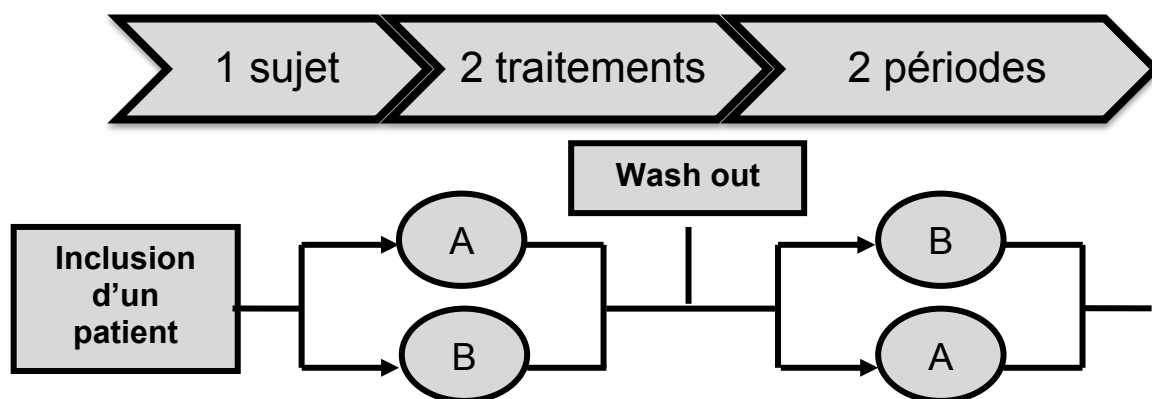 1 sujet
2 traitements
2 périodes
Wash out
A
B
Inclusion
d’un
patient
B
A